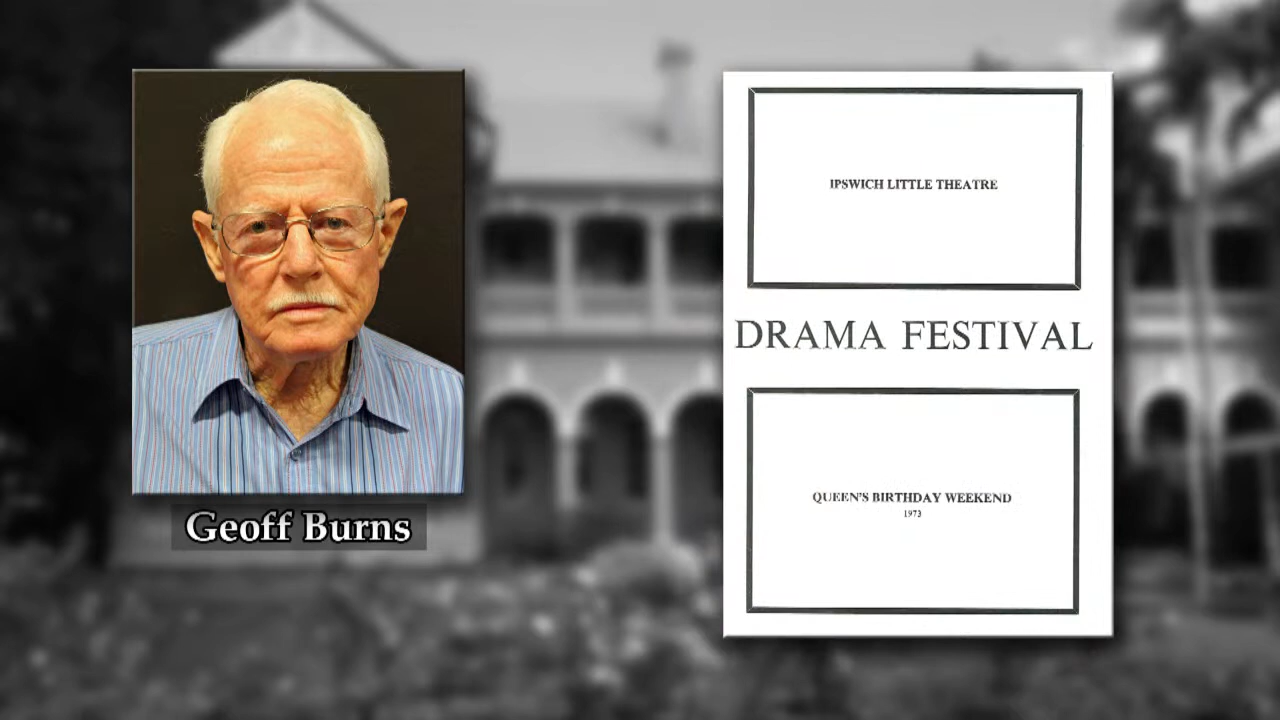 IPSWICH LITTLE THEATRE
DRAMA FESTIVAL
QUEEN'S BIRTHDAY WEEKEND
1973
Geoff Burns